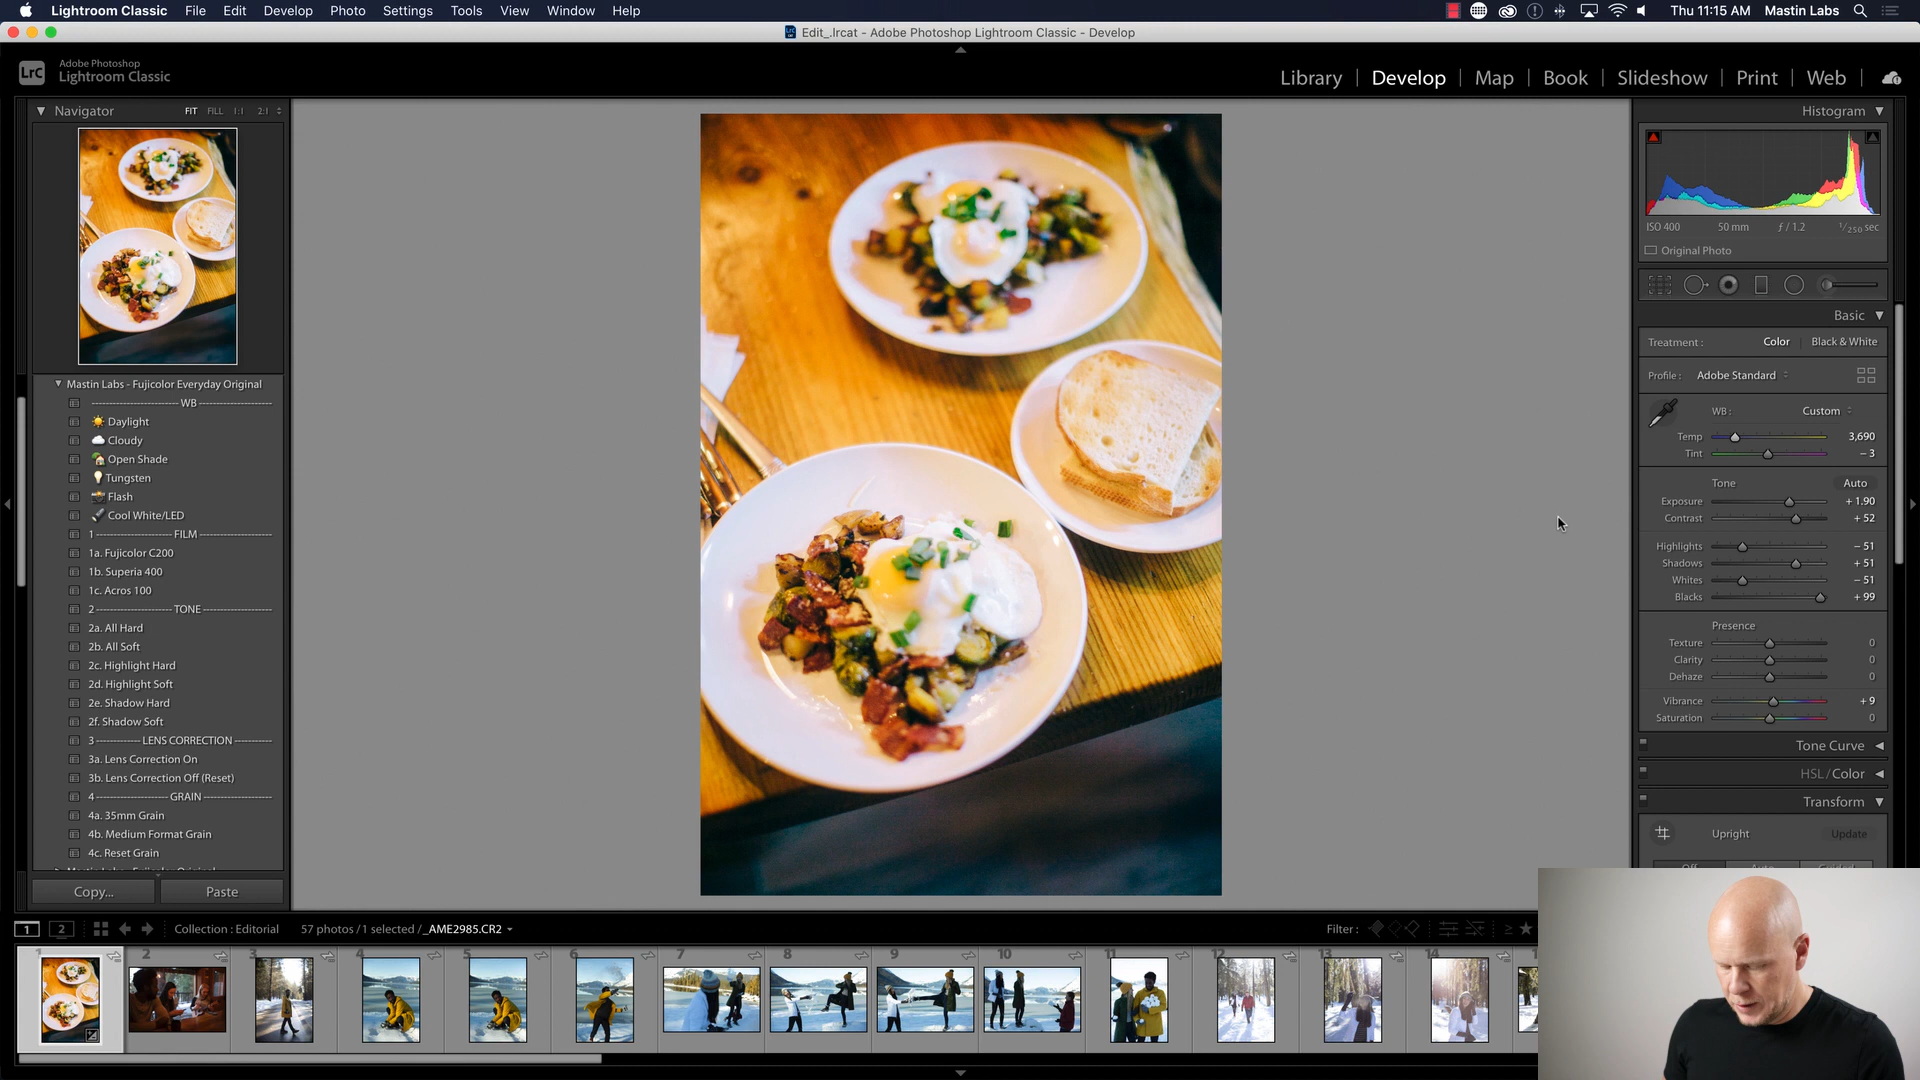 Lightroom Classic File Edit Develop Photo Settings Tools View Window Help Thu 11:15 AM Mastin Labs
Edit_.lrcat - Adobe Photoshop Lightroom Classic - Develop
LrC
Adobe Photoshop
Lightroom Classic
Library | Develop | Map | Book | Slideshow | Print | Web
Navigator FIT FILL 1:1 2:1
Mastin Labs - Fujicolor Everyday Original
WB
Daylight
Cloudy
Open Shade
Tungsten
Flash
Cool White/LED
1 FILM
1a. Fujicolor C200
1b. Superia 400
1c. Acros 100
2 TONE
2a. All Hard
2b. All Soft
2c. Highlight Hard
2d. Highlight Soft
2e. Shadow Hard
2f. Shadow Soft
3 LENS CORRECTION
3a. Lens Correction On
3b. Lens Correction Off (Reset)
4 GRAIN
4a. 35mm Grain
4b. Medium Format Grain
4c. Reset Grain
Copy... Paste
Histogram
ISO 400 50 mm ƒ / 1.2 1/250 sec
Original Photo
Basic
Treatment : Color | Black & White
Profile : Adobe Standard
WB : Custom
Temp 3,690
Tint - 3
Tone Auto
Exposure + 1.90
Contrast + 52
Highlights - 51
Shadows + 51
Whites - 51
Blacks + 99
Presence
Texture 0
Clarity 0
Dehaze 0
Vibrance + 9
Saturation 0
Tone Curve
HSL / Color
Transform
Upright Update
1 2 Collection : Editorial 57 photos / 1 selected / _AME2985.CR2 Filter : ≥
1 2 3 4 5 6 7 8 9 10 11 12 13 14